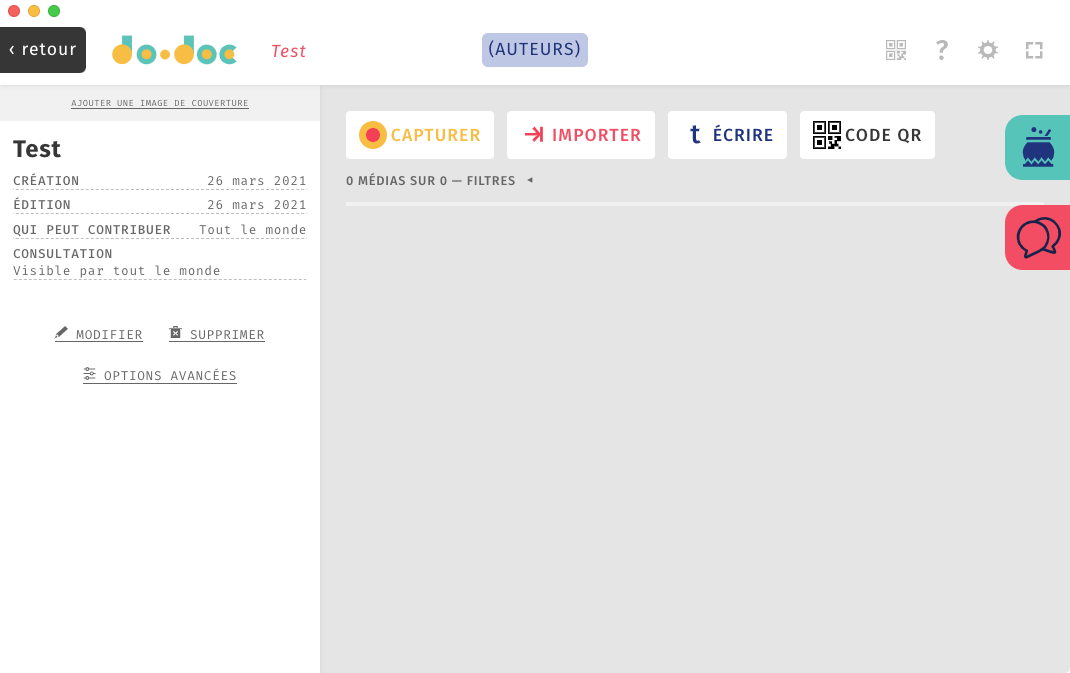 ‹ retour
do•doc
Test
(AUTEURS)
?
AJOUTER UNE IMAGE DE COUVERTURE
Test
CRÉATION 26 mars 2021
ÉDITION 26 mars 2021
QUI PEUT CONTRIBUER Tout le monde
CONSULTATION
Visible par tout le monde
MODIFIER SUPPRIMER
OPTIONS AVANCÉES
CAPTURER IMPORTER t ÉCRIRE CODE QR
0 MÉDIAS SUR 0 — FILTRES ◂